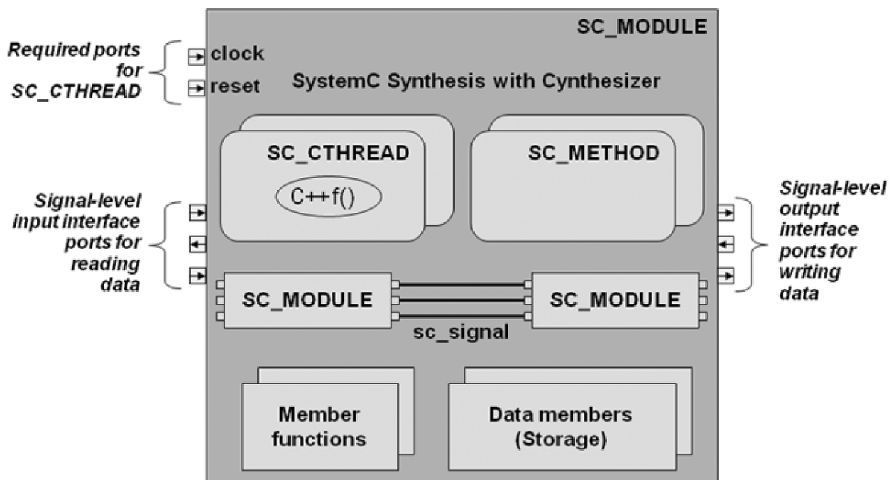 SC_MODULE
Required ports
for
SC_CTHREAD
clock
reset
SystemC Synthesis with Cynthesizer
SC_CTHREAD
C++f()
SC_METHOD
Signal-level
input interface
ports for
reading
data
Signal-level
output
interface
ports for
writing
data
SC_MODULE
SC_MODULE
sc_signal
Member
functions
Data members
(Storage)